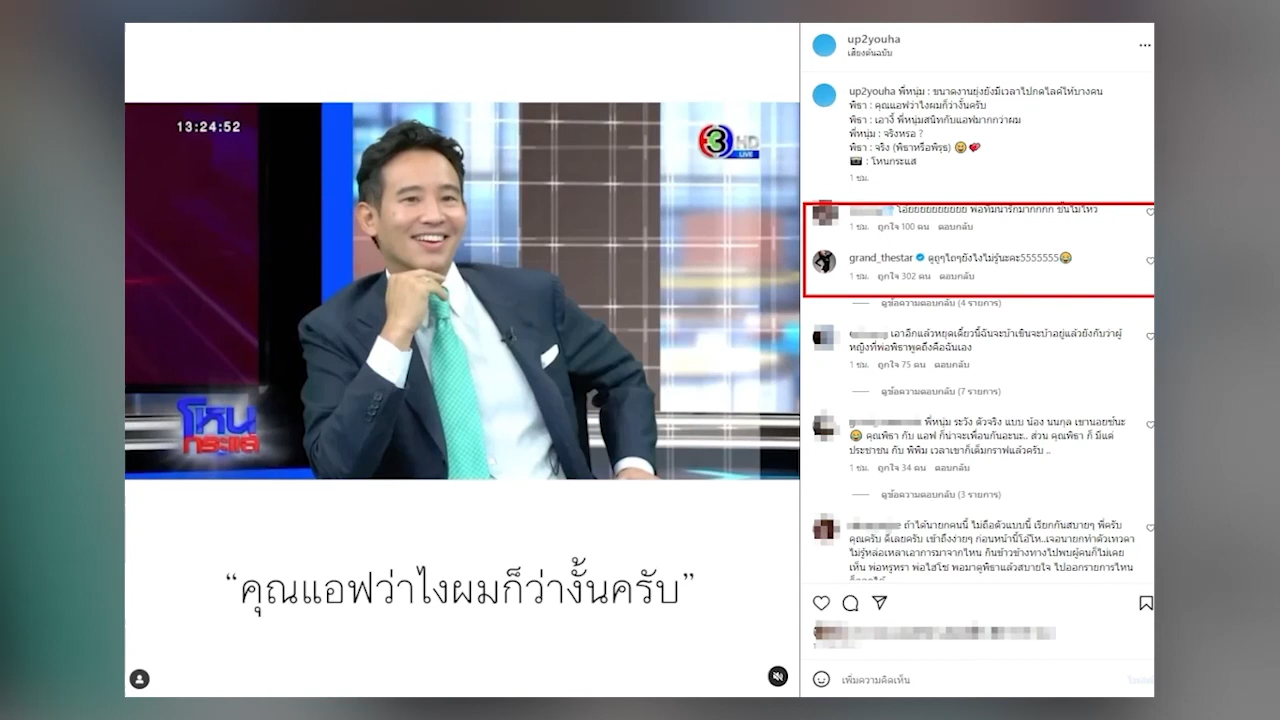 13:24:52
3 HD
LIVE
โหน
กระแส
“คุณแอฟว่าไงผมก็ว่างั้นครับ”
up2youha
เสียงต้นฉบับ
up2youha พี่หนุ่ม : ขนาดงานยุ่งยังมีเวลาไปกดไลค์ให้บางคน
พิธา : คุณแอฟว่าไงผมก็ว่างั้นครับ
พิธา : เอางี้ พี่หนุ่มสนิทกับแอฟมากกว่าผม
พี่หนุ่ม : จริงหรอ ?
พิธา : จริง (พิธาหรือพิรุธ) 😂💕
📷 : โหนกระแส
1 ชม.
โอ๊ยยยยยยยยยย พ่อทิมน่ารักมากกกก ชั้นไม่ไหว
1 ชม. ถูกใจ 100 คน ตอบกลับ
grand_thestar ดูถูๆไถๆยังไงไม่รู้นะคะ5555555😂
1 ชม. ถูกใจ 302 คน ตอบกลับ
ดูข้อความตอบกลับ (4 รายการ)
เอาอีกแล้วหยุดเดี๋ยวนี้ฉันจะบ้าเขินจะบ้าอยู่แล้วยังกับว่าผู้
หญิงที่พ่อพิธาพูดถึงคือฉันเอง
1 ชม. ถูกใจ 75 คน ตอบกลับ
ดูข้อความตอบกลับ (7 รายการ)
พี่หนุ่ม ระวัง ตัวจริง แบบ น้อง นนกุล เขานอยช์นะ
😂 คุณพิธา กับ แอฟ ก็น่าจะเพื่อนกันอะนะ.. ส่วน คุณพิธา ก็ มีแต่
ประชาชน กับ พิพิม เวลาเขาก็เต็มกราฟแล้วครับ ..
1 ชม. ถูกใจ 34 คน ตอบกลับ
ดูข้อความตอบกลับ (3 รายการ)
ถ้าได้นายกคนนี้ ไม่ถือตัวแบบนี้ เรียกกันสบายๆ พี่ครับ
คุณครับ ดีเลยครับ เข้าถึงง่ายๆ ก่อนหน้านี้โอ้โห..เจอนายกทำตัวเทวดา
ไม่รู้หล่อเหลาเอาการมาจากไหน กินข้าวข้างทางไปพบผู้คนก็ไม่เคย
เห็น พ่อหรูหรา พ่อไฮโซ พอมาดูพิธาแล้วสบายใจ ไปออกรายการไหน
เพิ่มความคิดเห็น